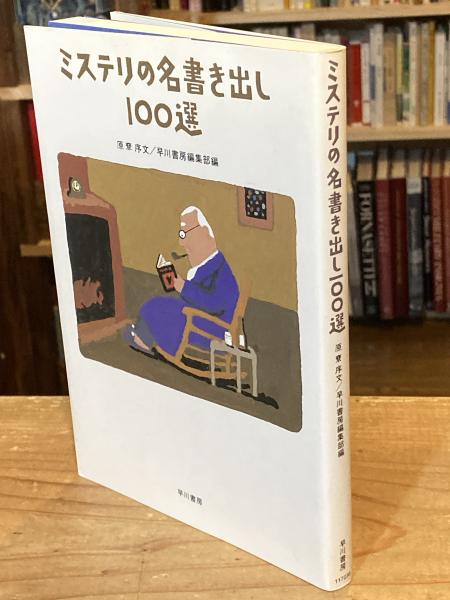 ミステリの名書き出し
100選
原尞 序文/早川書房編集部編
早川書房
ミステリの名書き出し100選
原尞 序文/早川書房編集部編
早川書房